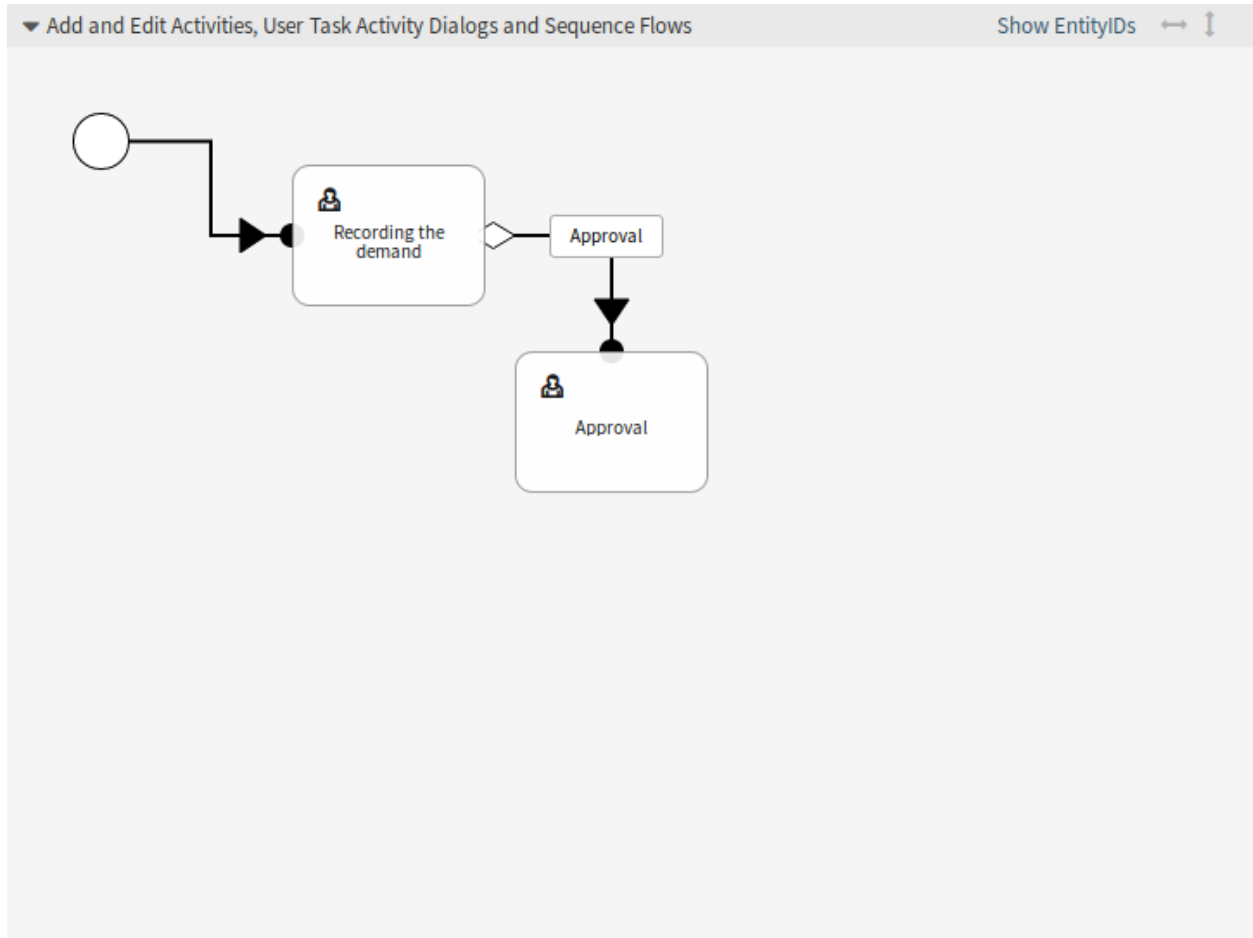 Add and Edit Activities, User Task Activity Dialogs and Sequence Flows
Show EntityIDs
Recording the
demand
Approval
Approval